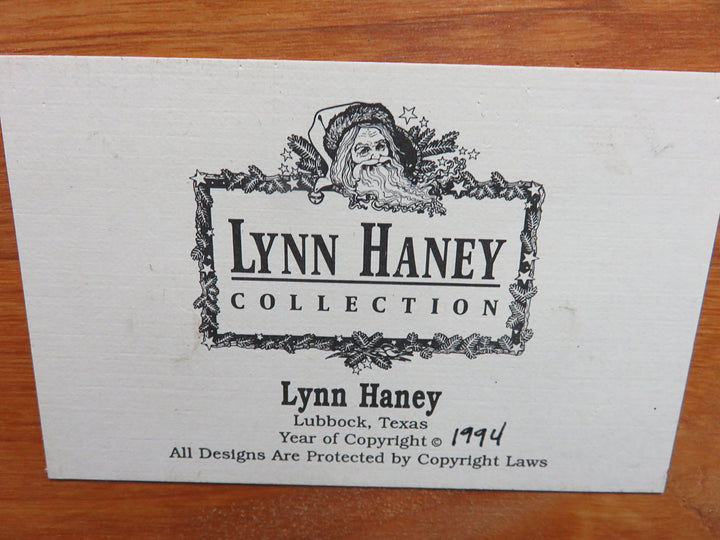 LYNN HANEY
COLLECTION
Lynn Haney
Lubbock, Texas
Year of Copyright © 1994
All Designs Are Protected by Copyright Laws